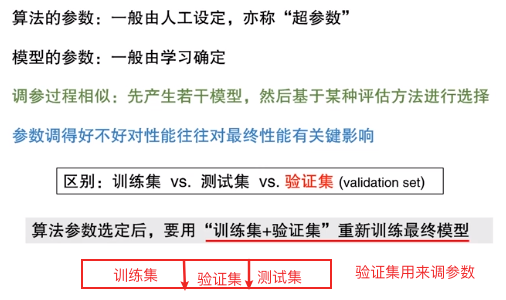 算法的参数：一般由人工设定，亦称“超参数”
模型的参数：一般由学习确定
调参过程相似：先产生若干模型，然后基于某种评估方法进行选择
参数调得好不好对性能往往对最终性能有关键影响
区别：训练集 vs. 测试集 vs. 验证集 (validation set)
算法参数选定后，要用“训练集+验证集”重新训练最终模型
训练集 验证集 测试集 验证集用来调参数